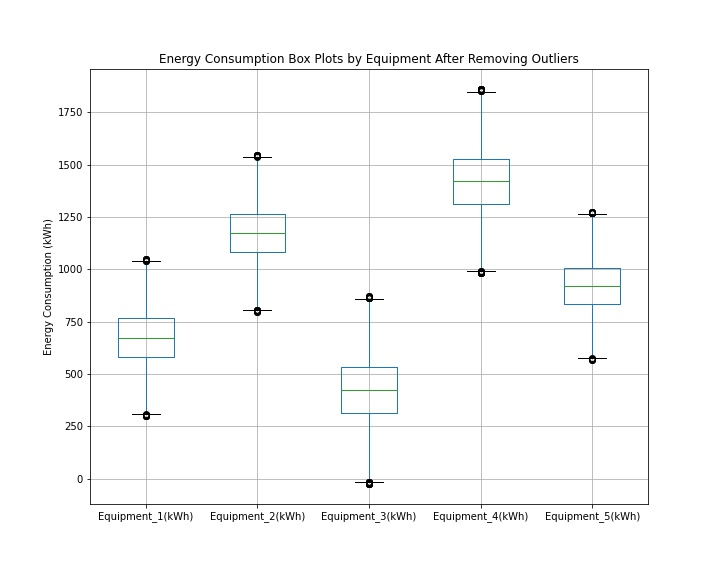 Energy Consumption Box Plots by Equipment After Removing Outliers
Energy Consumption (kWh)
1750
1500
1250
1000
750
500
250
0
Equipment_1(kWh) Equipment_2(kWh) Equipment_3(kWh) Equipment_4(kWh) Equipment_5(kWh)